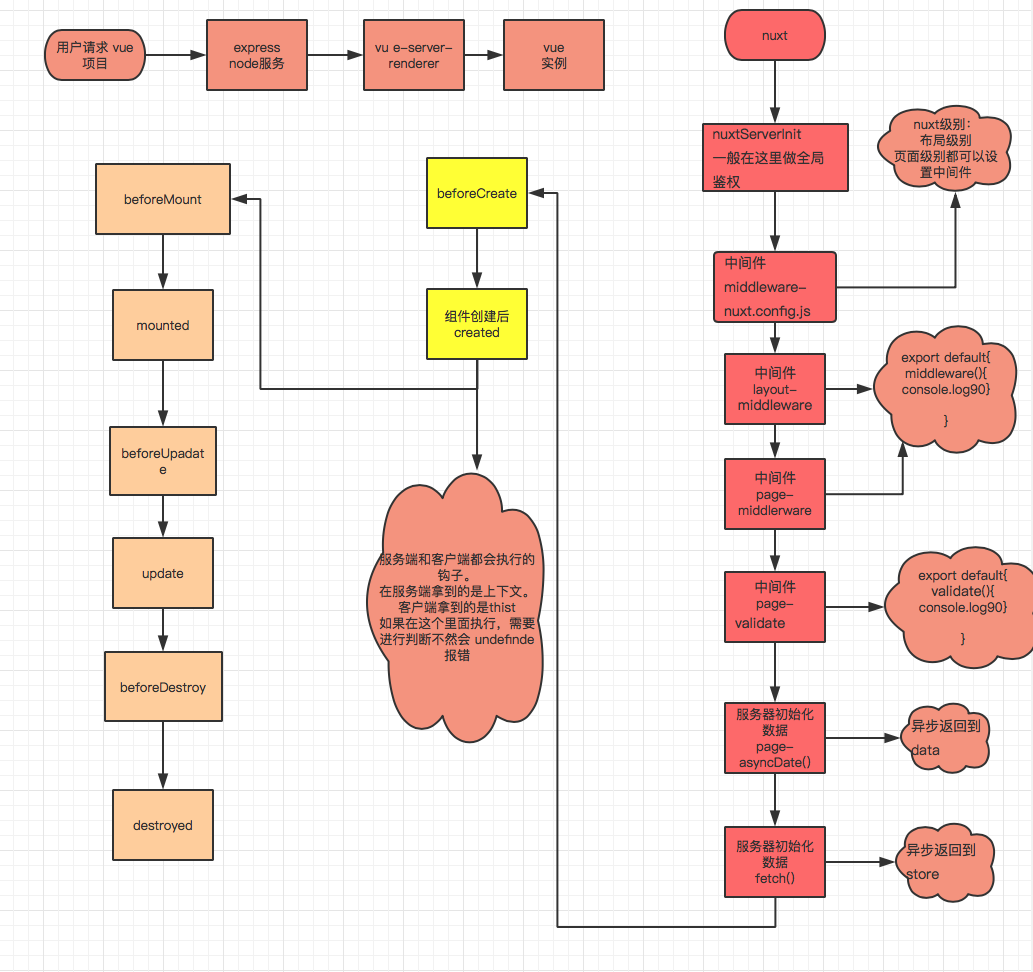 用户请求 vue
项目
express
node服务
vu e-server-
renderer
vue
实例
nuxt
nuxtServerInit
一般在这里做全局
鉴权
nuxt级别：
布局级别
页面级别都可以设
置中间件
中间件
middleware-
nuxt.config.js
中间件
layout-
middleware
export default{
middleware(){
console.log90}
}
中间件
page-
middlerware
中间件
page-
validate
export default{
validate(){
console.log90}
}
服务器初始化
数据
page-
asyncDate()
异步返回到
data
服务器初始化
数据
fetch()
异步返回到
store
beforeCreate
组件创建后
created
服务端和客户端都会执行的
钩子。
在服务端拿到的是上下文。
客户端拿到的是thist
如果在这个里面执行，需要
进行判断不然会 undefinde
报错
beforeMount
mounted
beforeUpadat
e
update
beforeDestroy
destroyed